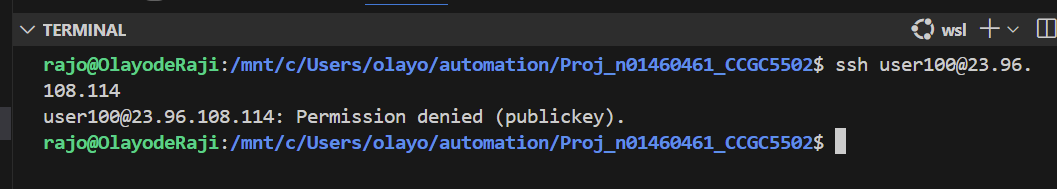 TERMINAL
wsl
rajo@OlayodeRaji:/mnt/c/Users/olayo/automation/Proj_n01460461_CCGC5502$ ssh user100@23.96.
108.114
user100@23.96.108.114: Permission denied (publickey).
rajo@OlayodeRaji:/mnt/c/Users/olayo/automation/Proj_n01460461_CCGC5502$